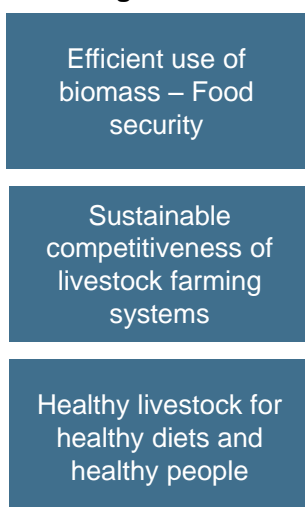 Efficient use of
biomass – Food
security
Sustainable
competitiveness of
livestock farming
systems
Healthy livestock for
healthy diets and
healthy people